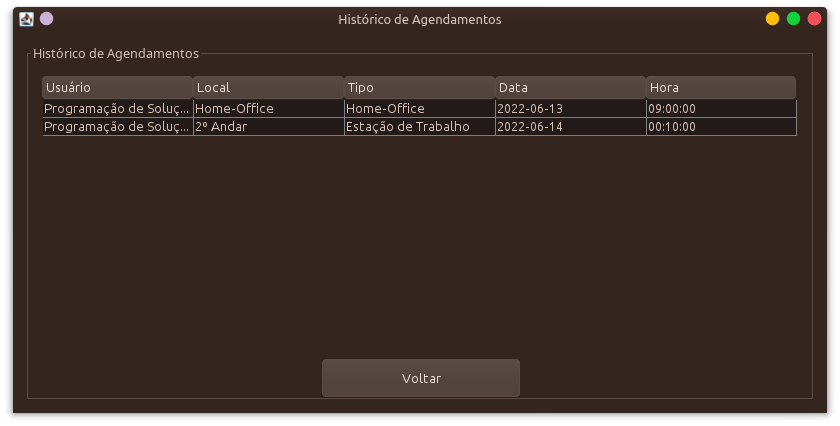 Histórico de Agendamentos
Histórico de Agendamentos
Usuário Local Tipo Data Hora
Programação de Soluç... Home-Office Home-Office 2022-06-13 09:00:00
Programação de Soluç... 2º Andar Estação de Trabalho 2022-06-14 00:10:00
Voltar